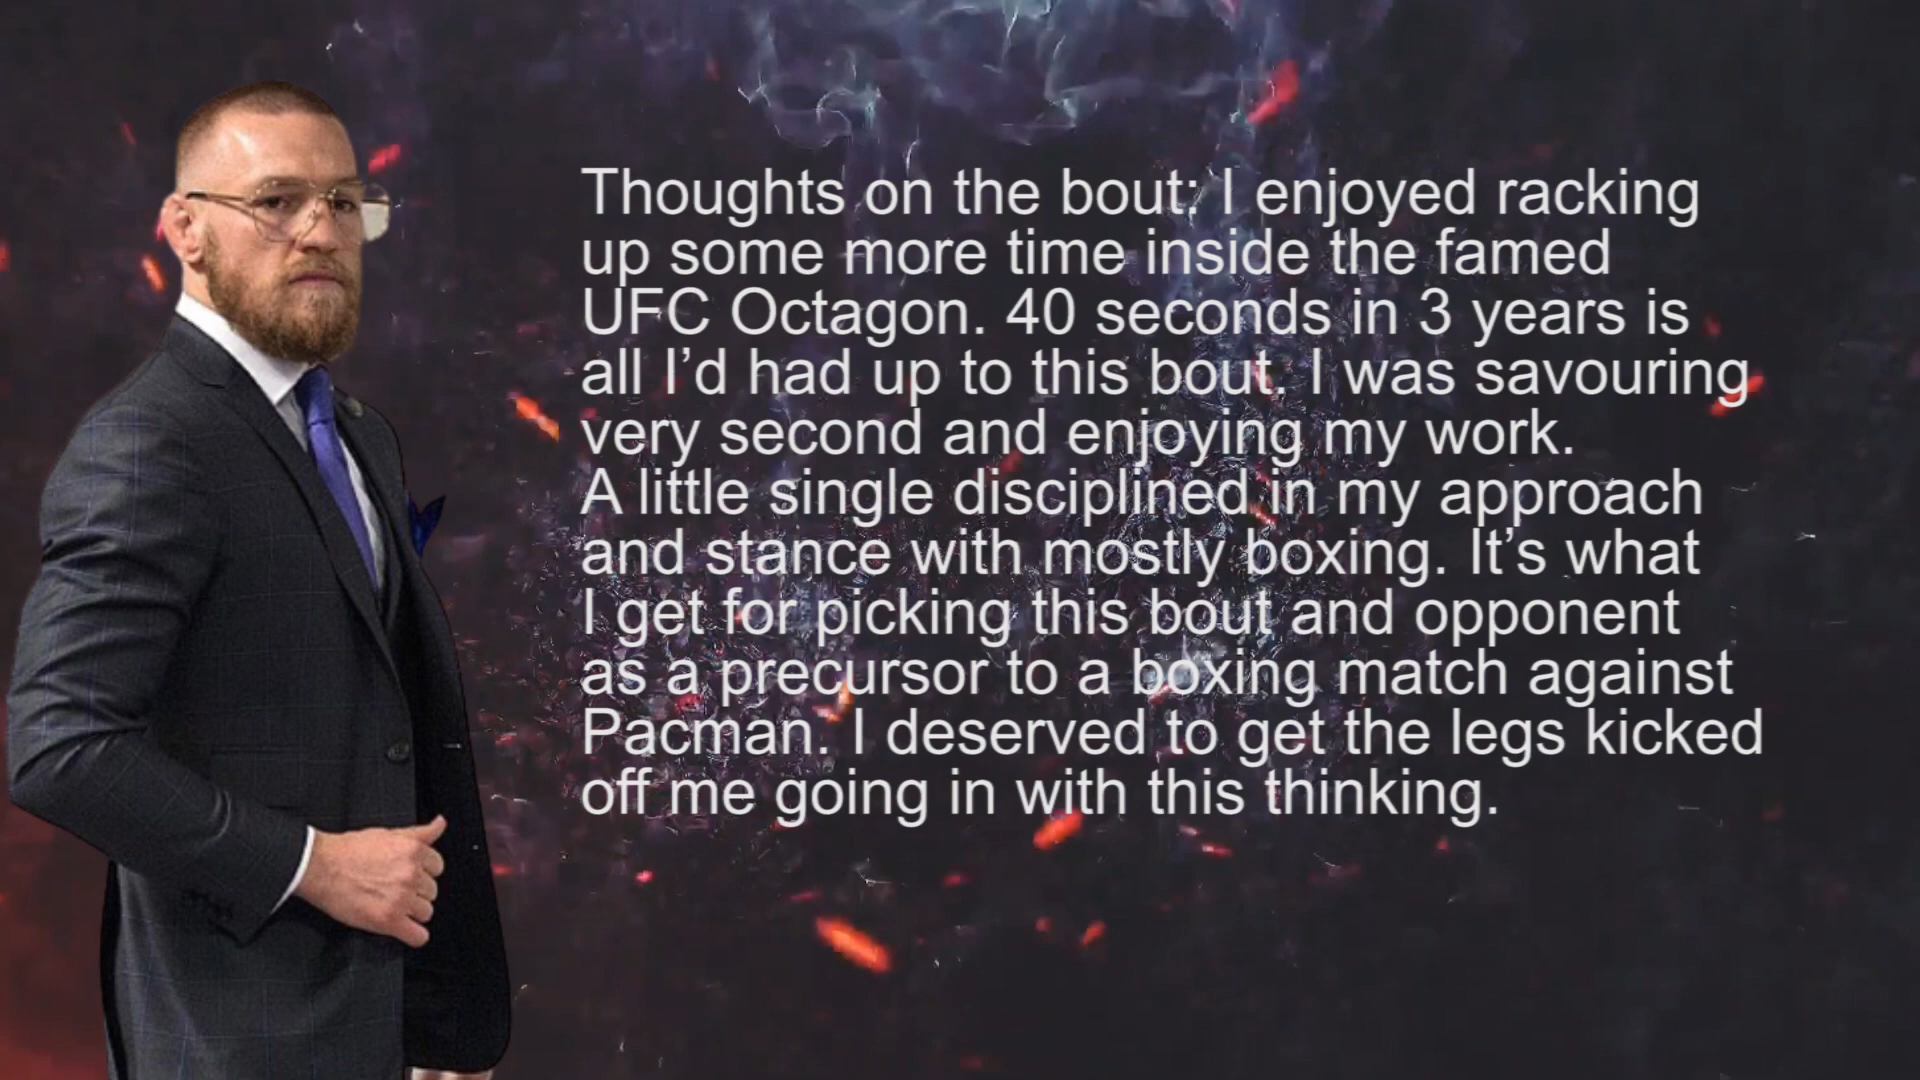 Thoughts on the bout: I enjoyed racking
up some more time inside the famed
UFC Octagon. 40 seconds in 3 years is
all I’d had up to this bout. I was savouring
very second and enjoying my work.
A little single disciplined in my approach
and stance with mostly boxing. It’s what
I get for picking this bout and opponent
as a precursor to a boxing match against
Pacman. I deserved to get the legs kicked
off me going in with this thinking.